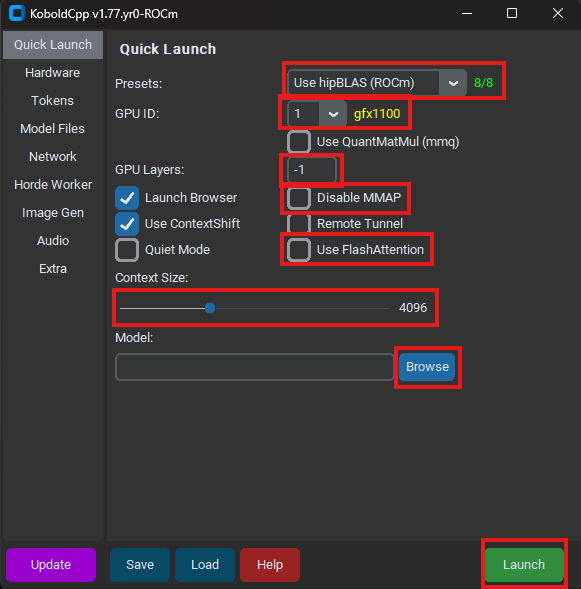 KoboldCpp v1.77.yr0-ROCm
Quick Launch
Hardware
Tokens
Model Files
Network
Horde Worker
Image Gen
Audio
Extra
Quick Launch
Presets: Use hipBLAS (ROCm) 8/8
GPU ID: 1 gfx1100
Use QuantMatMul (mmq)
GPU Layers: -1
Launch Browser Disable MMAP
Use ContextShift Remote Tunnel
Quiet Mode Use FlashAttention
Context Size:
4096
Model:
Browse
Update Save Load Help Launch